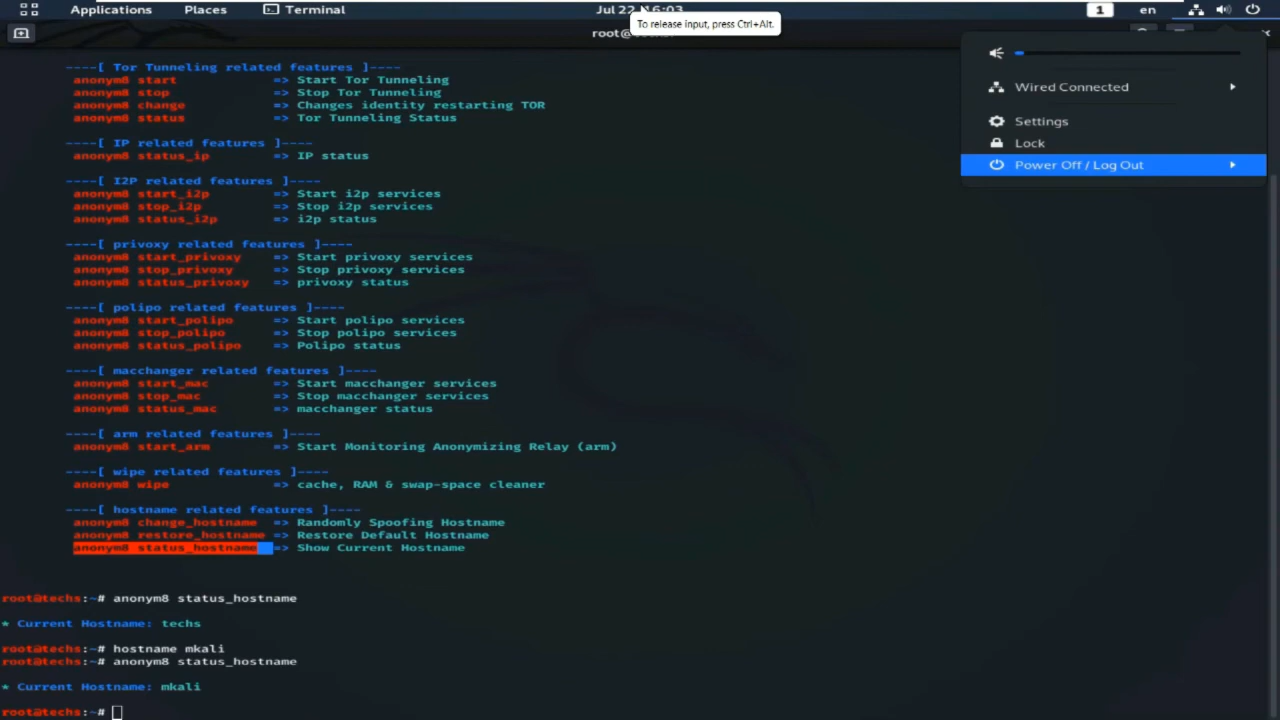 Applications Places Terminal Jul 22 16:03 1 en
To release input, press Ctrl+Alt.
----[ Tor Tunneling related features ]----
anonym8 start => Start Tor Tunneling
anonym8 stop => Stop Tor Tunneling
anonym8 change => Changes identity restarting TOR
anonym8 status => Tor Tunneling Status
----[ IP related features ]----
anonym8 status_ip => IP status
----[ I2P related features ]----
anonym8 start_i2p => Start i2p services
anonym8 stop_i2p => Stop i2p services
anonym8 status_i2p => i2p status
----[ privoxy related features ]----
anonym8 start_privoxy => Start privoxy services
anonym8 stop_privoxy => Stop privoxy services
anonym8 status_privoxy => privoxy status
----[ polipo related features ]----
anonym8 start_polipo => Start polipo services
anonym8 stop_polipo => Stop polipo services
anonym8 status_polipo => Polipo status
----[ macchanger related features ]----
anonym8 start_mac => Start macchanger services
anonym8 stop_mac => Stop macchanger services
anonym8 status_mac => macchanger status
----[ arm related features ]----
anonym8 start_arm => Start Monitoring Anonymizing Relay (arm)
----[ wipe related features ]----
anonym8 wipe => cache, RAM & swap-space cleaner
----[ hostname related features ]----
anonym8 change_hostname => Randomly Spoofing Hostname
anonym8 restore_hostname => Restore Default Hostname
anonym8 status_hostname => Show Current Hostname
root@techs:~# anonym8 status_hostname
* Current Hostname: techs
root@techs:~# hostname mkali
root@techs:~# anonym8 status_hostname
* Current Hostname: mkali
root@techs:~#
Wired Connected
Settings
Lock
Power Off / Log Out